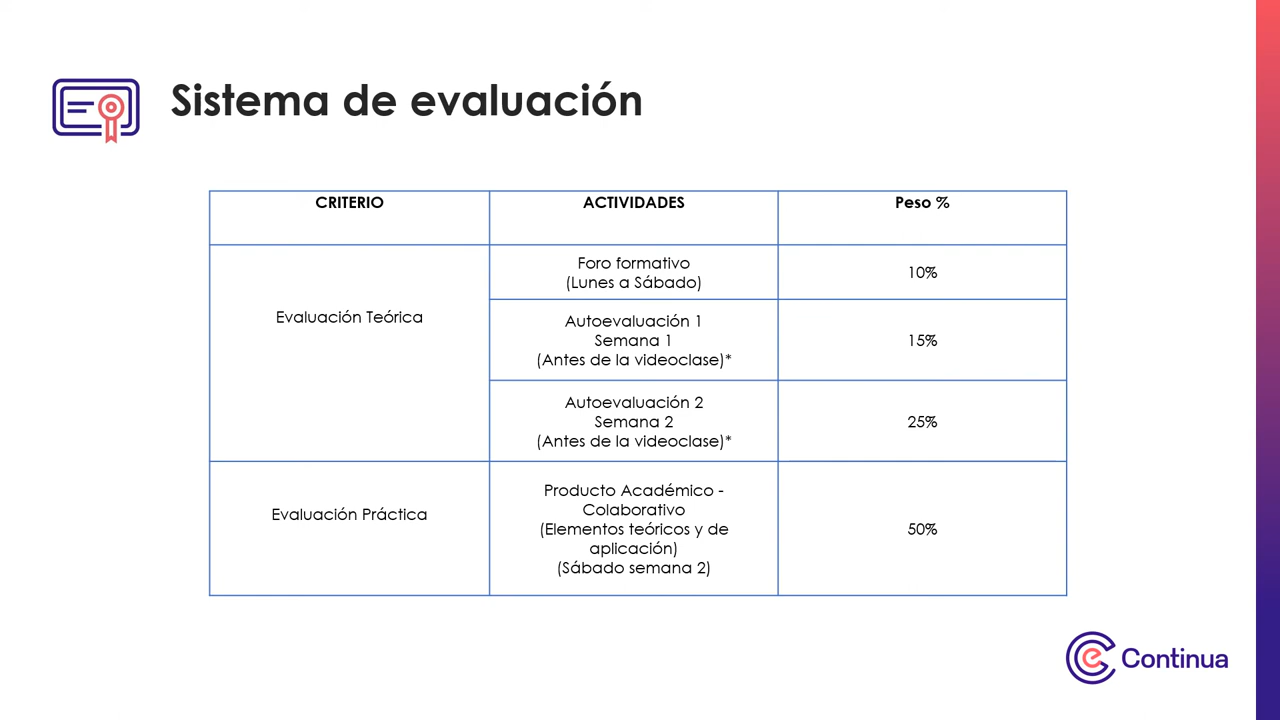 Sistema de evaluación
CRITERIO
ACTIVIDADES
Peso %
Evaluación Teórica
Foro formativo
(Lunes a Sábado)
10%
Autoevaluación 1
Semana 1
(Antes de la videoclase)*
15%
Autoevaluación 2
Semana 2
(Antes de la videoclase)*
25%
Evaluación Práctica
Producto Académico -
Colaborativo
(Elementos teóricos y de
aplicación)
(Sábado semana 2)
50%
e Continua